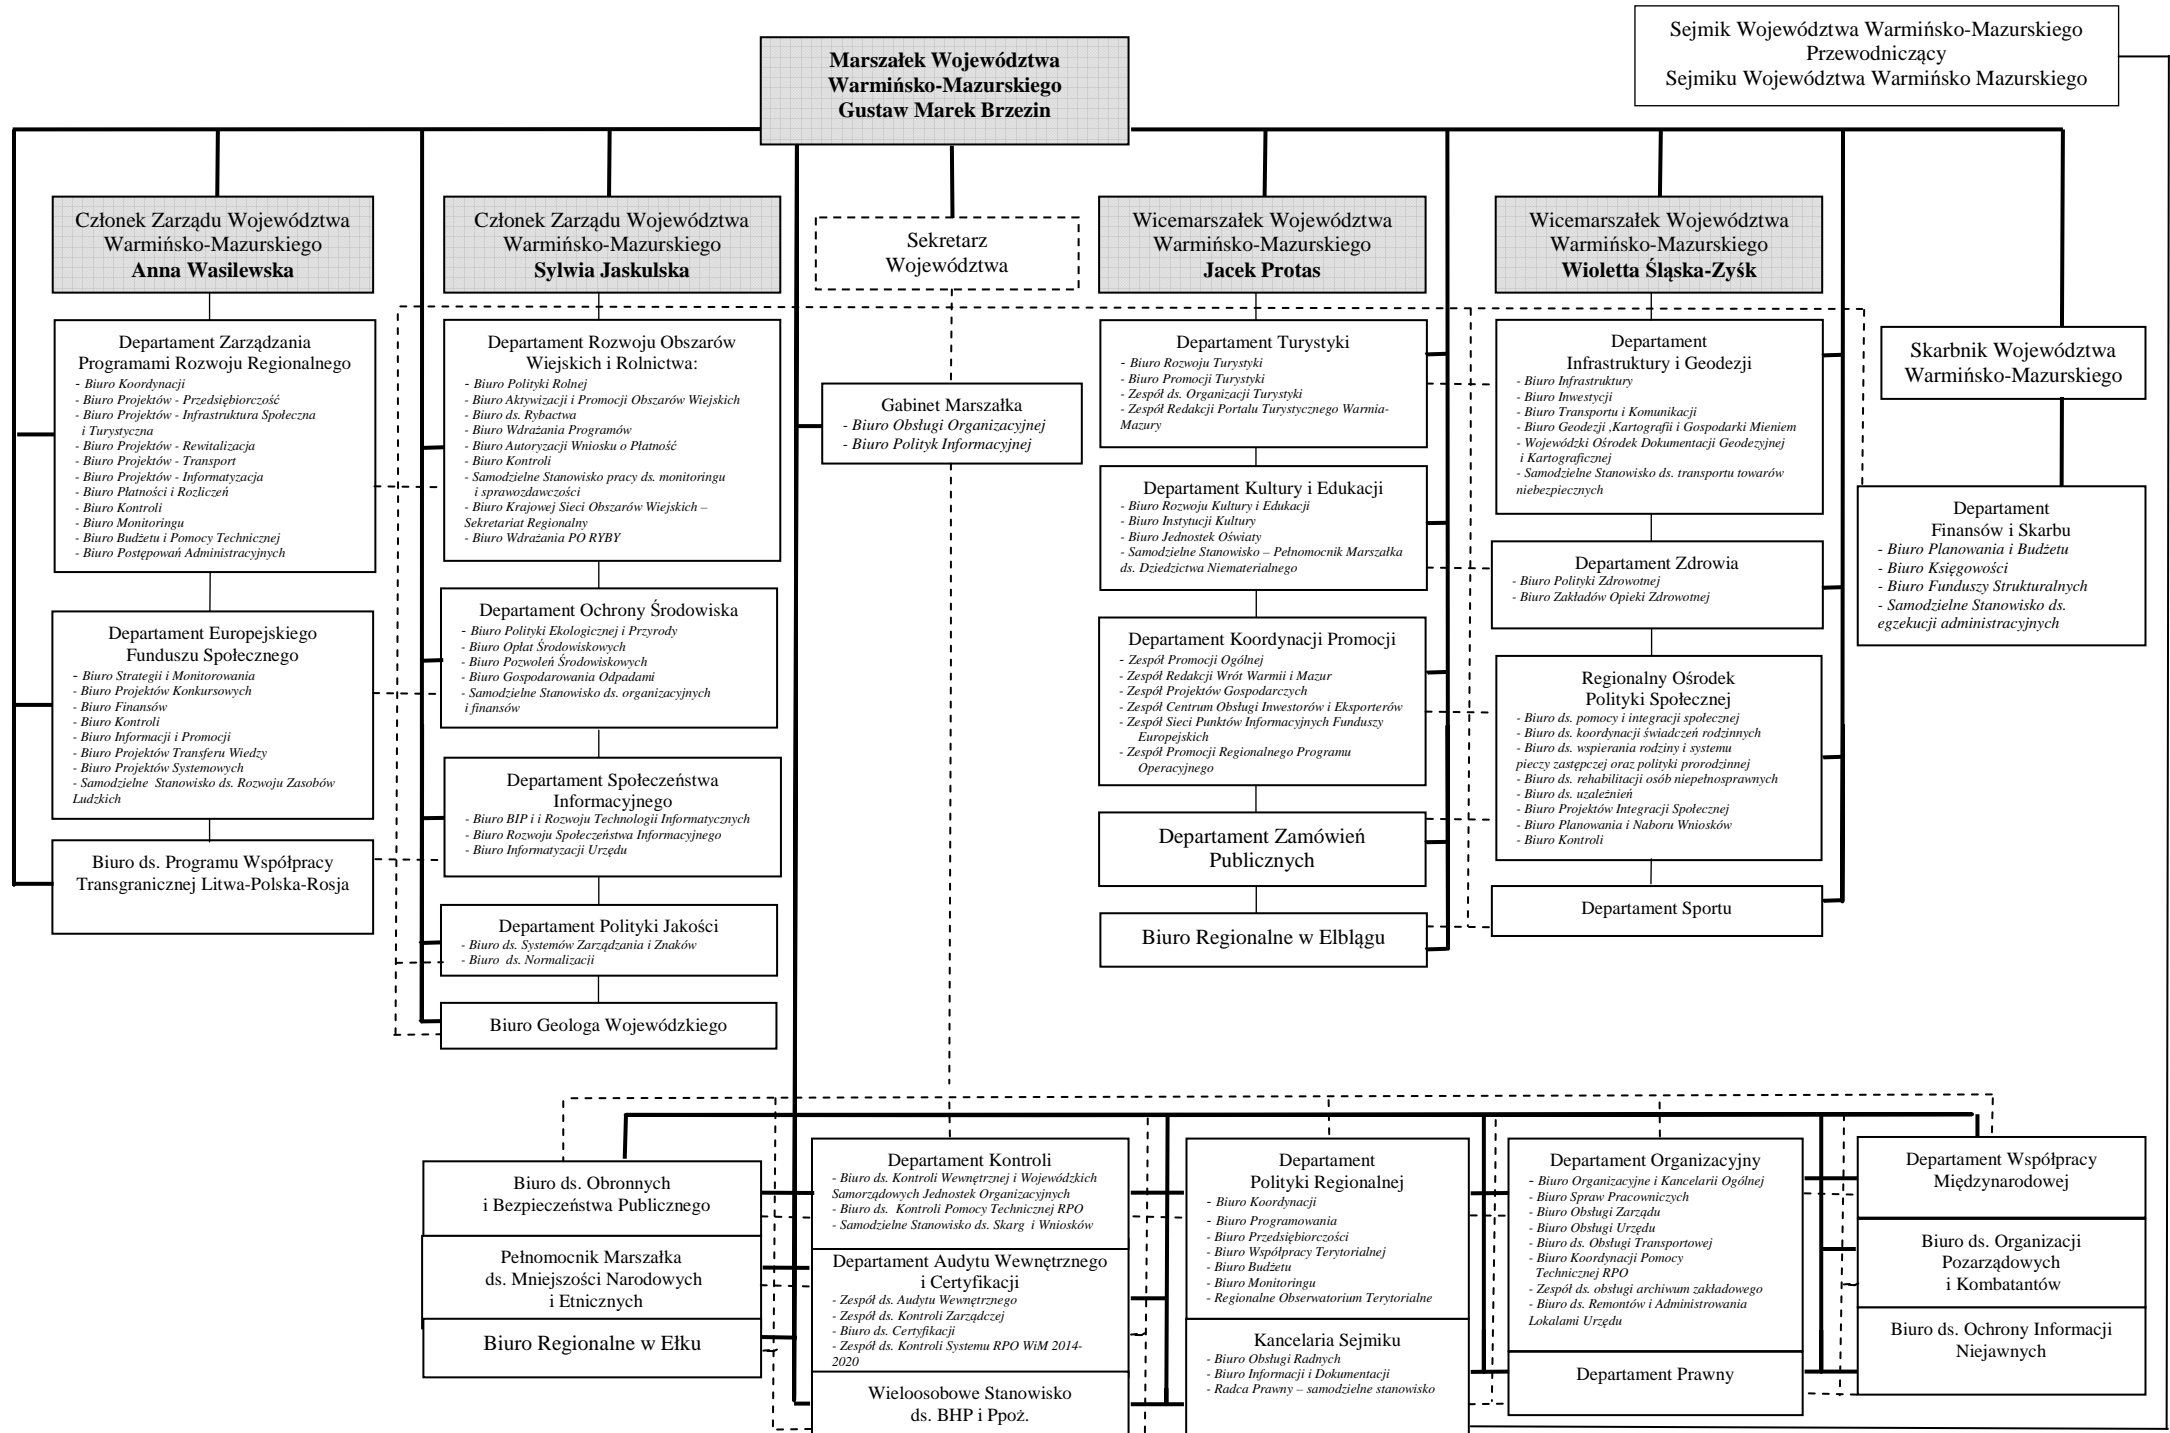 Sejmik Województwa Warmińsko-Mazurskiego
Przewodniczący
Sejmiku Województwa Warmińsko Mazurskiego
Marszałek Województwa
Warmińsko-Mazurskiego
Gustaw Marek Brzezin
Członek Zarządu Województwa
Warmińsko-Mazurskiego
Anna Wasilewska
Członek Zarządu Województwa
Warmińsko-Mazurskiego
Sylwia Jaskulska
Sekretarz
Województwa
Wicemarszałek Województwa
Warmińsko-Mazurskiego
Jacek Protas
Wicemarszałek Województwa
Warmińsko-Mazurskiego
Wioletta Śląska-Zyśk
Departament Zarządzania
Programami Rozwoju Regionalnego
- Biuro Koordynacji
- Biuro Projektów - Przedsiębiorczość
- Biuro Projektów - Infrastruktura Społeczna
i Turystyczna
- Biuro Projektów - Rewitalizacja
- Biuro Projektów - Transport
- Biuro Projektów - Informatyzacja
- Biuro Płatności i Rozliczeń
- Biuro Kontroli
- Biuro Monitoringu
- Biuro Budżetu i Pomocy Technicznej
- Biuro Postępowań Administracyjnych
Departament Europejskiego
Funduszu Społecznego
- Biuro Strategii i Monitorowania
- Biuro Projektów Konkursowych
- Biuro Finansów
- Biuro Kontroli
- Biuro Informacji i Promocji
- Biuro Projektów Transferu Wiedzy
- Biuro Projektów Systemowych
- Samodzielne Stanowisko ds. Rozwoju Zasobów
Ludzkich
Biuro ds. Programu Współpracy
Transgranicznej Litwa-Polska-Rosja
Departament Rozwoju Obszarów
Wiejskich i Rolnictwa:
- Biuro Polityki Rolnej
- Biuro Aktywizacji i Promocji Obszarów Wiejskich
- Biuro ds. Rybactwa
- Biuro Wdrażania Programów
- Biuro Autoryzacji Wniosku o Płatność
- Biuro Kontroli
- Samodzielne Stanowisko pracy ds. monitoringu
i sprawozdawczości
- Biuro Krajowej Sieci Obszarów Wiejskich –
Sekretariat Regionalny
- Biuro Wdrażania PO RYBY
Departament Ochrony Środowiska
- Biuro Polityki Ekologicznej i Przyrody
- Biuro Opłat Środowiskowych
- Biuro Pozwoleń Środowiskowych
- Biuro Gospodarowania Odpadami
- Samodzielne Stanowisko ds. organizacyjnych
i finansów
Departament Społeczeństwa
Informacyjnego
- Biuro BIP i i Rozwoju Technologii Informatycznych
- Biuro Rozwoju Społeczeństwa Informacyjnego
- Biuro Informatyzacji Urzędu
Departament Polityki Jakości
- Biuro ds. Systemów Zarządzania i Znaków
- Biuro ds. Normalizacji
Biuro Geologa Wojewódzkiego
Gabinet Marszałka
- Biuro Obsługi Organizacyjnej
- Biuro Polityk Informacyjnej
Departament Turystyki
- Biuro Rozwoju Turystyki
- Biuro Promocji Turystyki
- Zespół ds. Organizacji Turystyki
- Zespół Redakcji Portalu Turystycznego Warmia-
Mazury
Departament Kultury i Edukacji
- Biuro Rozwoju Kultury i Edukacji
- Biuro Instytucji Kultury
- Biuro Jednostek Oświaty
- Samodzielne Stanowisko – Pełnomocnik Marszałka
ds. Dziedzictwa Niematerialnego
Departament Koordynacji Promocji
- Zespół Promocji Ogólnej
- Zespół Redakcji Wrót Warmii i Mazur
- Zespół Projektów Gospodarczych
- Zespół Centrum Obsługi Inwestorów i Eksporterów
- Zespół Sieci Punktów Informacyjnych Funduszy
Europejskich
- Zespół Promocji Regionalnego Programu
Operacyjnego
Departament Zamówień
Publicznych
Biuro Regionalne w Elblągu
Departament
Infrastruktury i Geodezji
- Biuro Infrastruktury
- Biuro Inwestycji
- Biuro Transportu i Komunikacji
- Biuro Geodezji ,Kartografii i Gospodarki Mieniem
- Wojewódzki Ośrodek Dokumentacji Geodezyjnej
i Kartograficznej
- Samodzielne Stanowisko ds. transportu towarów
niebezpiecznych
Departament Zdrowia
- Biuro Polityki Zdrowotnej
- Biuro Zakładów Opieki Zdrowotnej
Regionalny Ośrodek
Polityki Społecznej
- Biuro ds. pomocy i integracji społecznej
- Biuro ds. koordynacji świadczeń rodzinnych
- Biuro ds. wspierania rodziny i systemu
pieczy zastępczej oraz polityki prorodzinnej
- Biuro ds. rehabilitacji osób niepełnosprawnych
- Biuro ds. uzależnień
- Biuro Projektów Integracji Społecznej
- Biuro Planowania i Naboru Wniosków
- Biuro Kontroli
Departament Sportu
Skarbnik Województwa
Warmińsko-Mazurskiego
Departament
Finansów i Skarbu
- Biuro Planowania i Budżetu
- Biuro Księgowości
- Biuro Funduszy Strukturalnych
- Samodzielne Stanowisko ds.
egzekucji administracyjnych
Biuro ds. Obronnych
i Bezpieczeństwa Publicznego
Pełnomocnik Marszałka
ds. Mniejszości Narodowych
i Etnicznych
Biuro Regionalne w Ełku
Departament Kontroli
- Biuro ds. Kontroli Wewnętrznej i Wojewódzkich
Samorządowych Jednostek Organizacyjnych
- Biuro ds. Kontroli Pomocy Technicznej RPO
- Samodzielne Stanowisko ds. Skarg i Wniosków
Departament Audytu Wewnętrznego
i Certyfikacji
- Zespół ds. Audytu Wewnętrznego
- Zespół ds. Kontroli Zarządczej
- Biuro ds. Certyfikacji
- Zespół ds. Kontroli Systemu RPO WiM 2014-
2020
Wieloosobowe Stanowisko
ds. BHP i Ppoż.
Departament
Polityki Regionalnej
- Biuro Koordynacji
- Biuro Programowania
- Biuro Przedsiębiorczości
- Biuro Współpracy Terytorialnej
- Biuro Budżetu
- Biuro Monitoringu
- Regionalne Obserwatorium Terytorialne
Kancelaria Sejmiku
- Biuro Obsługi Radnych
- Biuro Informacji i Dokumentacji
- Radca Prawny – samodzielne stanowisko
Departament Organizacyjny
- Biuro Organizacyjne i Kancelarii Ogólnej
- Biuro Spraw Pracowniczych
- Biuro Obsługi Zarządu
- Biuro Obsługi Urzędu
- Biuro ds. Obsługi Transportowej
- Biuro Koordynacji Pomocy
Technicznej RPO
- Zespół ds. obsługi archiwum zakładowego
- Biuro ds. Remontów i Administrowania
Lokalami Urzędu
Departament Prawny
Departament Współpracy
Międzynarodowej
Biuro ds. Organizacji
Pozarządowych
i Kombatantów
Biuro ds. Ochrony Informacji
Niejawnych